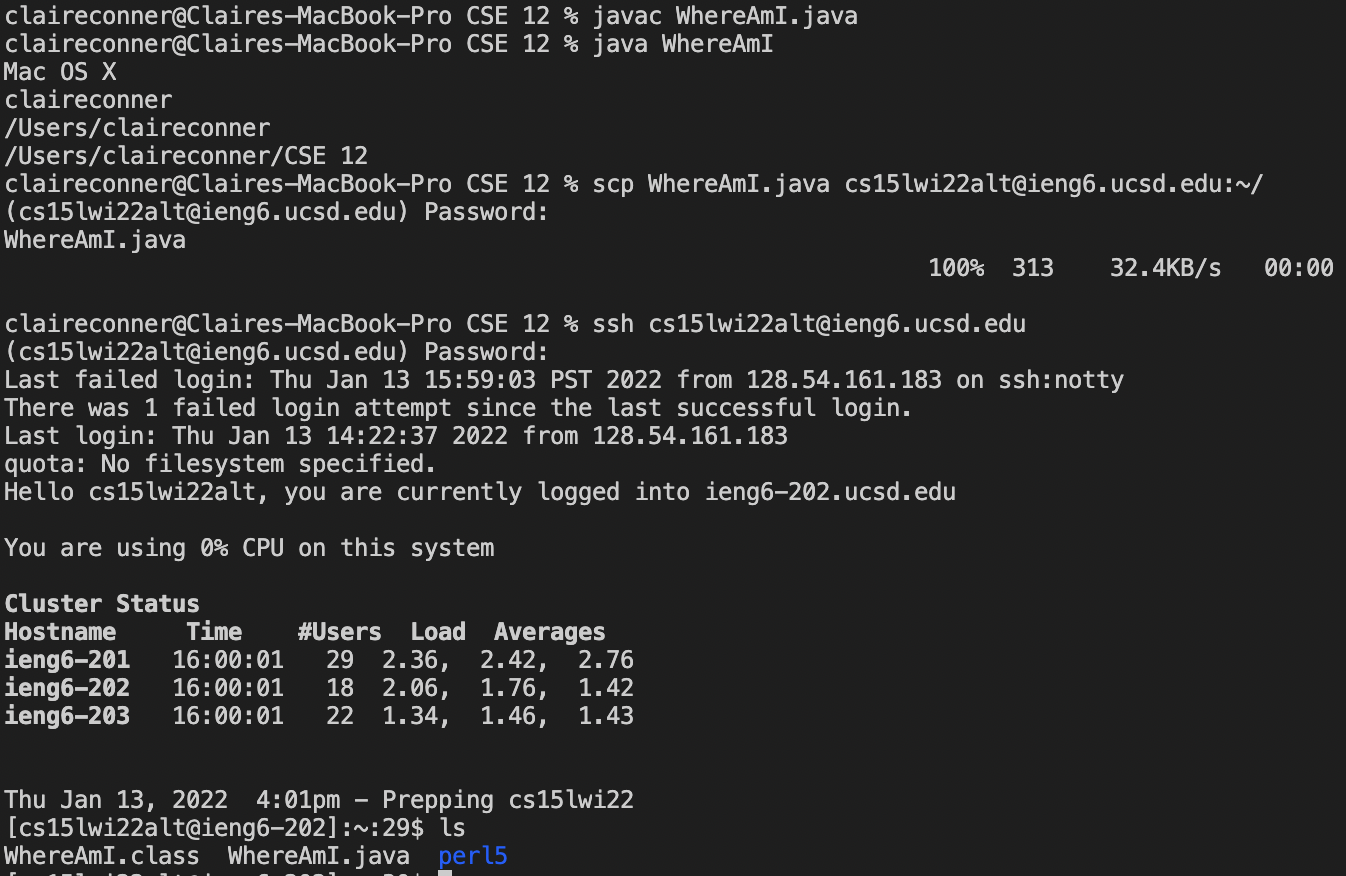 claireconner@Claires-MacBook-Pro CSE 12 % javac WhereAmI.java
claireconner@Claires-MacBook-Pro CSE 12 % java WhereAmI
Mac OS X
claireconner
/Users/claireconner
/Users/claireconner/CSE 12
claireconner@Claires-MacBook-Pro CSE 12 % scp WhereAmI.java cs15lwi22alt@ieng6.ucsd.edu:~/
(cs15lwi22alt@ieng6.ucsd.edu) Password:
WhereAmI.java
100%  313    32.4KB/s   00:00
claireconner@Claires-MacBook-Pro CSE 12 % ssh cs15lwi22alt@ieng6.ucsd.edu
(cs15lwi22alt@ieng6.ucsd.edu) Password:
Last failed login: Thu Jan 13 15:59:03 PST 2022 from 128.54.161.183 on ssh:notty
There was 1 failed login attempt since the last successful login.
Last login: Thu Jan 13 14:22:37 2022 from 128.54.161.183
quota: No filesystem specified.
Hello cs15lwi22alt, you are currently logged into ieng6-202.ucsd.edu
You are using 0% CPU on this system
Cluster Status
Hostname     Time    #Users  Load  Averages
ieng6-201   16:00:01   29  2.36,  2.42,  2.76
ieng6-202   16:00:01   18  2.06,  1.76,  1.42
ieng6-203   16:00:01   22  1.34,  1.46,  1.43
Thu Jan 13, 2022  4:01pm - Prepping cs15lwi22
[cs15lwi22alt@ieng6-202]:~:29$ ls
WhereAmI.class  WhereAmI.java  perl5